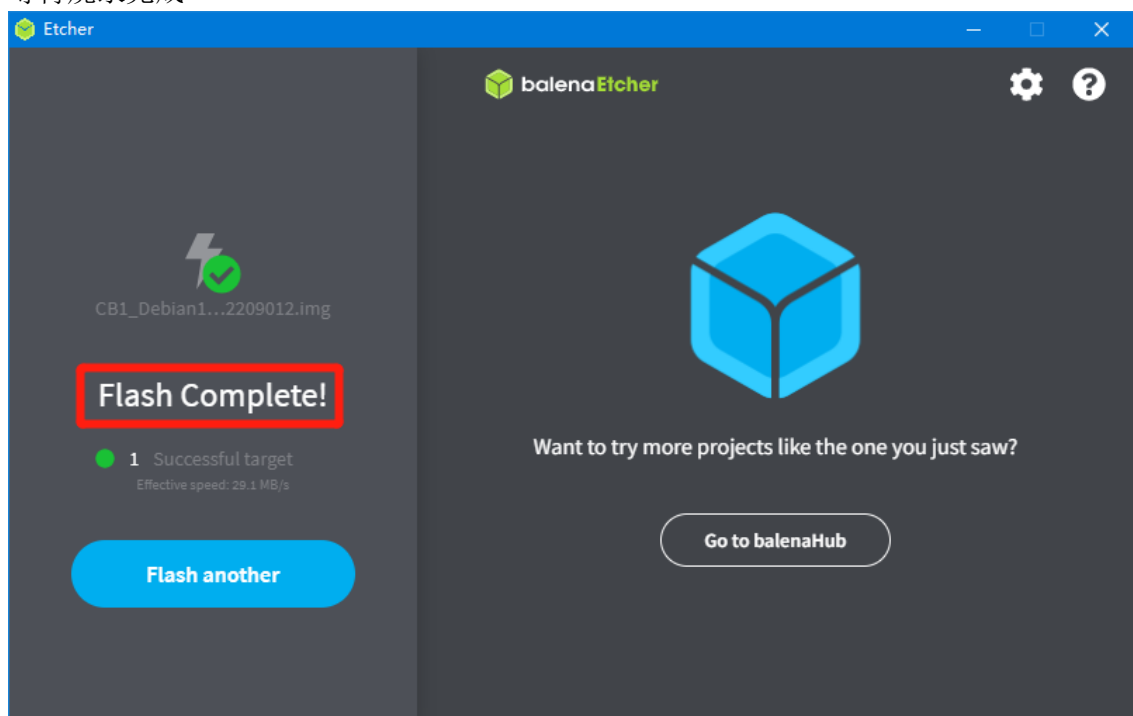 Etcher
balenaEtcher
CB1_Debian1...2209012.img
Flash Complete!
1 Successful target
Effective speed: 29.1 MB/s
Flash another
Want to try more projects like the one you just saw?
Go to balenaHub